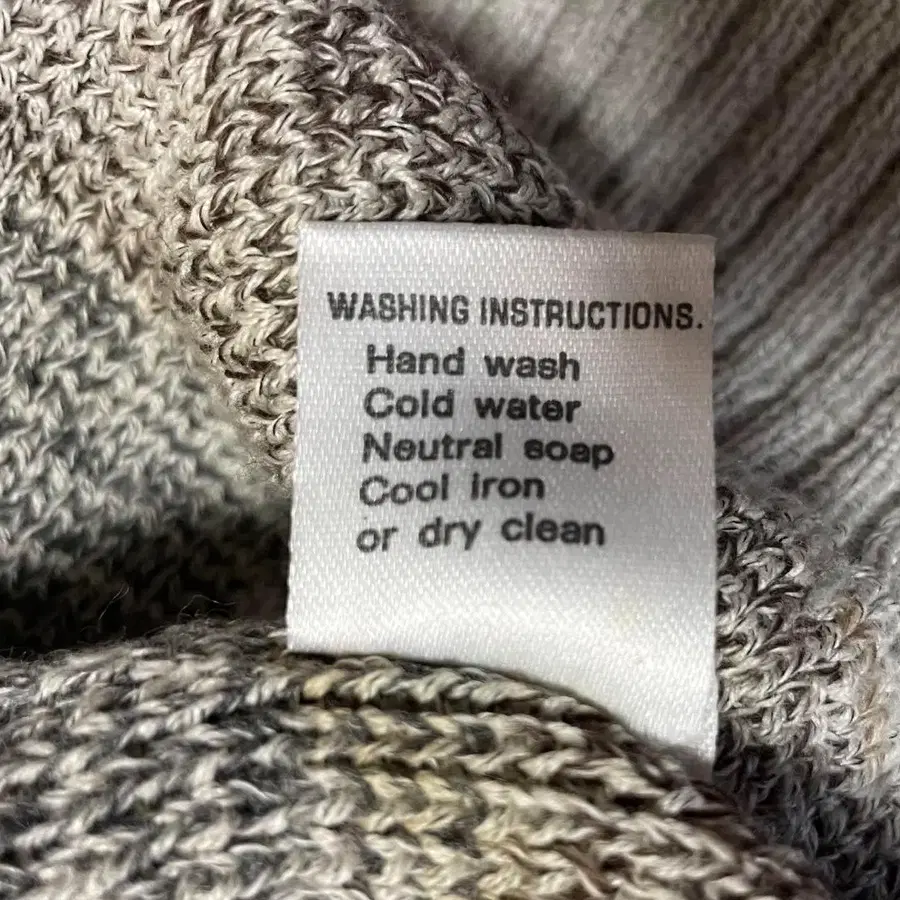 WASHING INSTRUCTIONS.
Hand wash
Cold water
Neutral soap
Cool iron
or dry clean